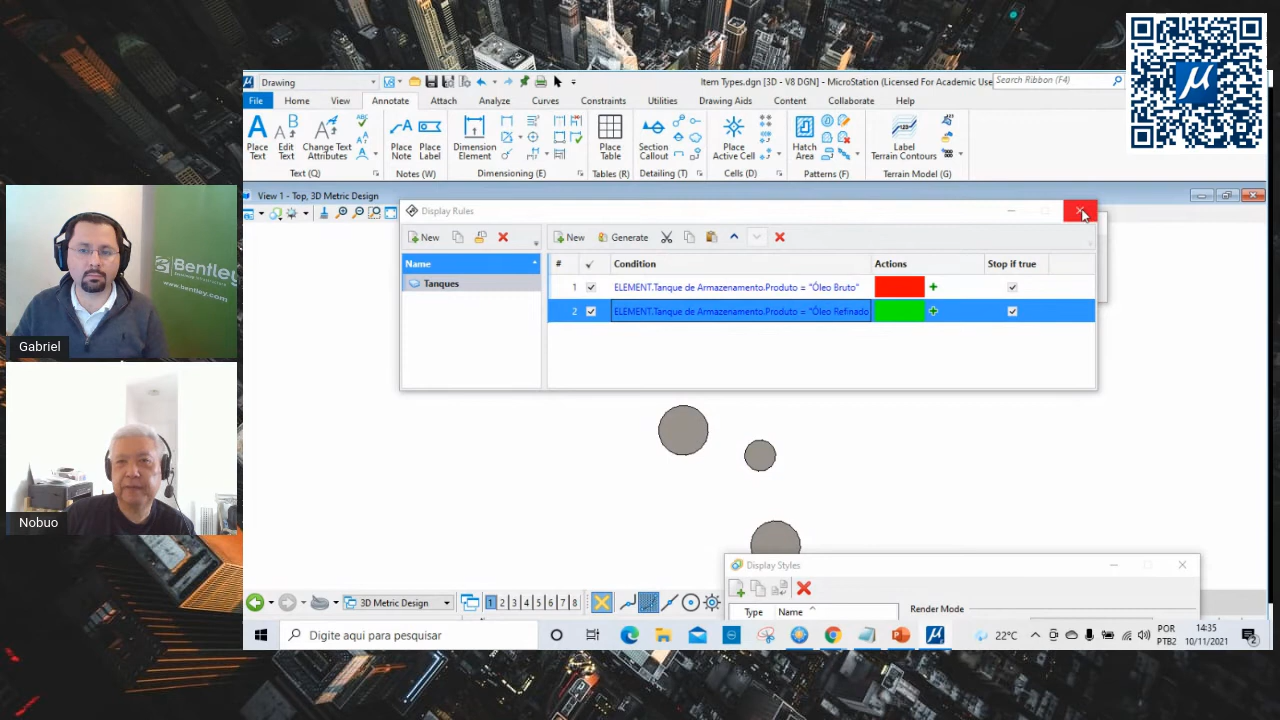 Drawing
Item Types.dgn [3D - V8 DGN] - MicroStation (Licensed For Academic Use
Search Ribbon (F4)
File Home View Annotate Attach Analyze Curves Constraints Utilities Drawing Aids Content Collaborate Help
Place Text
Edit Text
Change Text Attributes
Place Note
Place Label
Dimension Element
Place Table
Section Callout
Place Active Cell
Hatch Area
Label Terrain Contours
Text (Q) Notes (W) Dimensioning (E) Tables (R) Detailing (T) Cells (D) Patterns (F) Terrain Model (G)
View 1 - Top, 3D Metric Design
Display Rules
New
New Generate
Name
# Condition Actions Stop if true
Tanques
1 ELEMENT.Tanque de Armazenamento.Produto = "Óleo Bruto"
2 ELEMENT.Tanque de Armazenamento.Produto = "Óleo Refinado
Bentley
www.bentley.com
Gabriel
Nobuo
Display Styles
Type Name
Render Mode
3D Metric Design
1 2 3 4 5 6 7 8
Digite aqui para pesquisar
22°C
POR
PTB2
14:35
10/11/2021
2